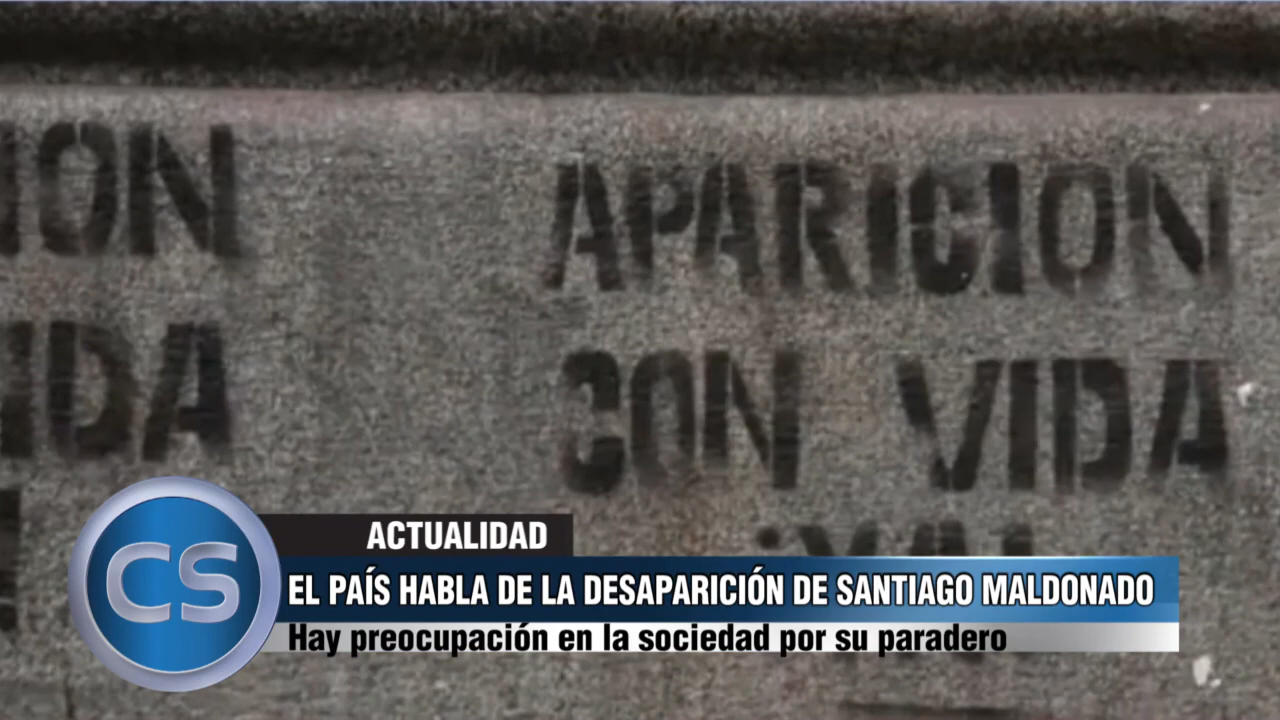 ION
APARICION
IDA
CON VIDA
¡YA!
ACTUALIDAD
CS
EL PAÍS HABLA DE LA DESAPARICIÓN DE SANTIAGO MALDONADO
Hay preocupación en la sociedad por su paradero